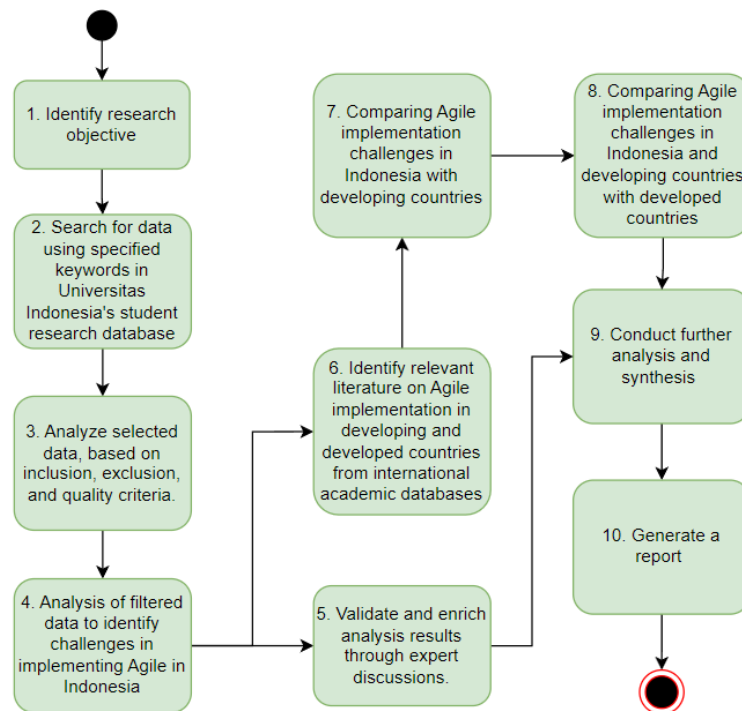 1. Identify research
objective
2. Search for data
using specified
keywords in
Universitas
Indonesia's student
research database
3. Analyze selected
data, based on
inclusion, exclusion,
and quality criteria.
4. Analysis of filtered
data to identify
challenges in
implementing Agile in
Indonesia
5. Validate and enrich
analysis results
through expert
discussions.
6. Identify relevant
literature on Agile
implementation in
developing and
developed countries
from international
academic databases
7. Comparing Agile
implementation
challenges in
Indonesia with
developing countries
8. Comparing Agile
implementation
challenges in
Indonesia and
developing countries
with developed
countries
9. Conduct further
analysis and
synthesis
10. Generate a
report